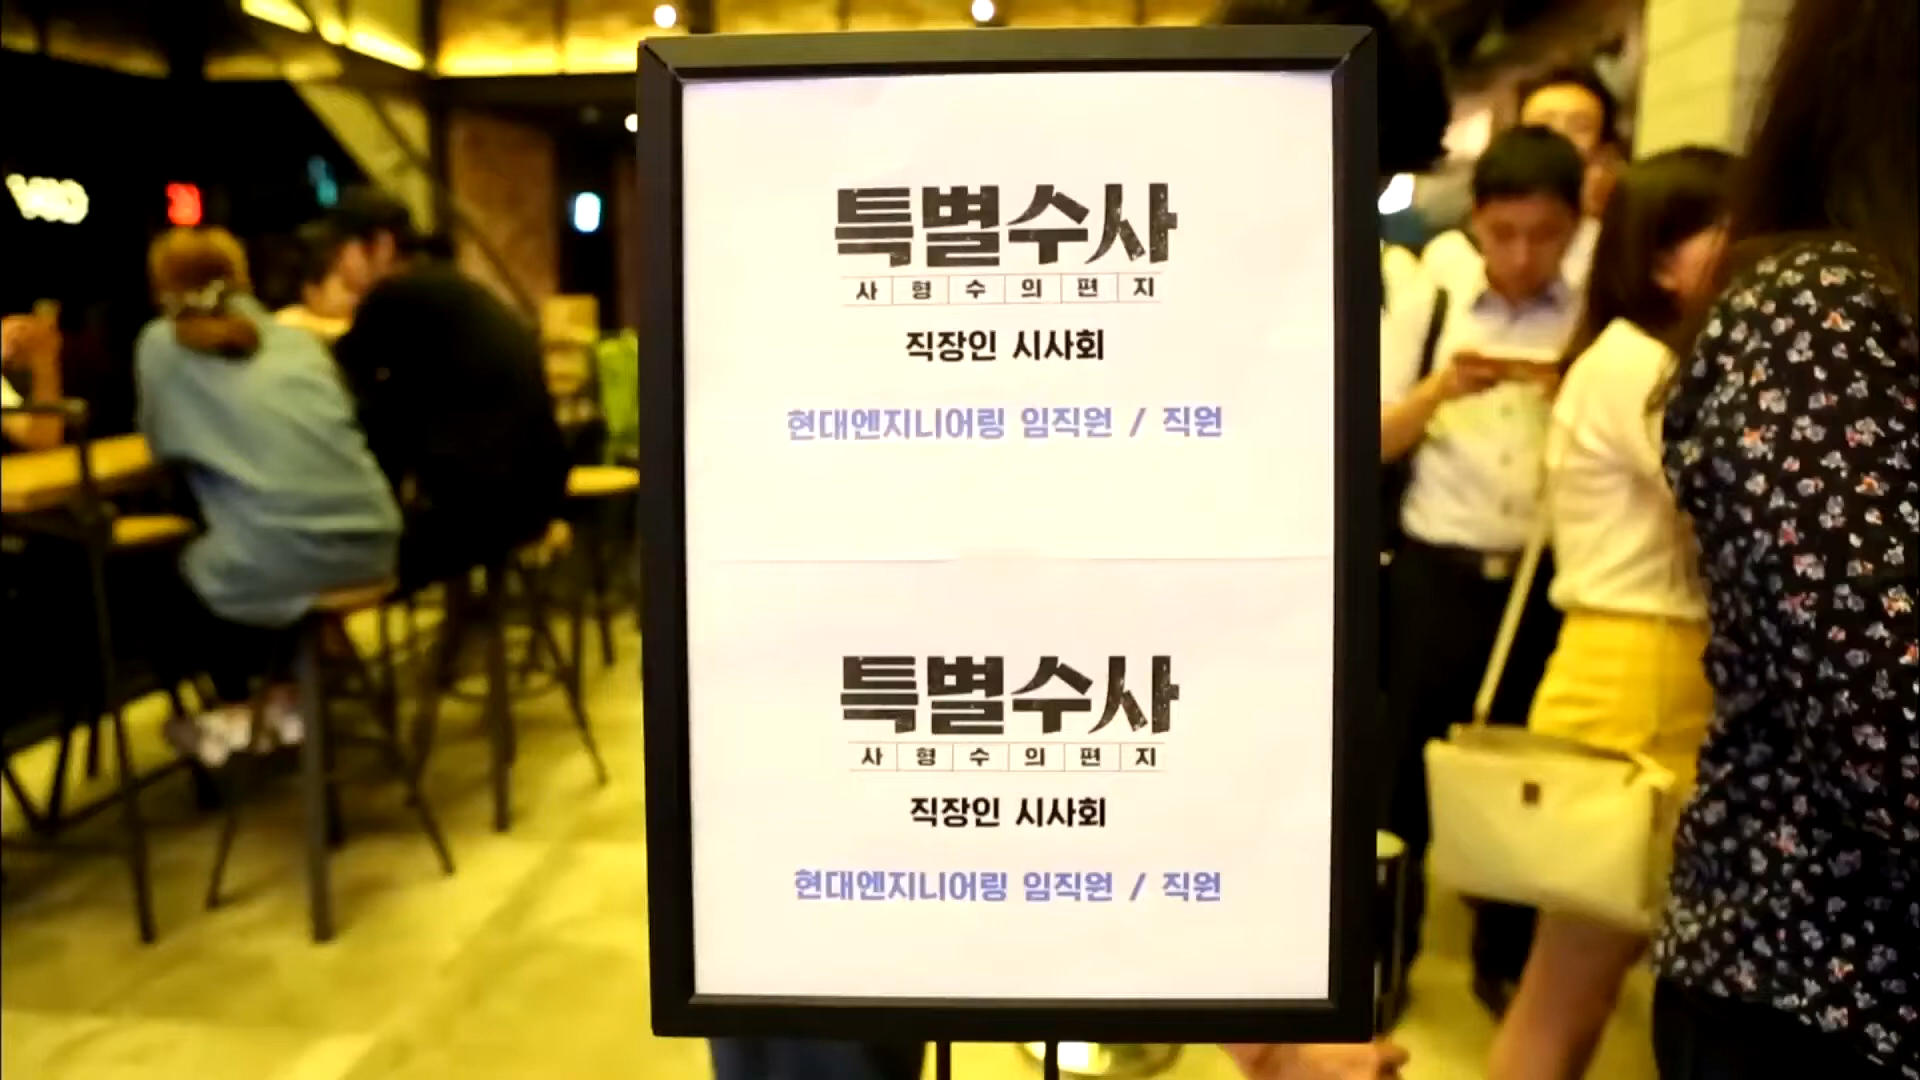 특별수사
사형수의편지
직장인 시사회
현대엔지니어링 임직원 / 직원
특별수사
사형수의편지
직장인 시사회
현대엔지니어링 임직원 / 직원